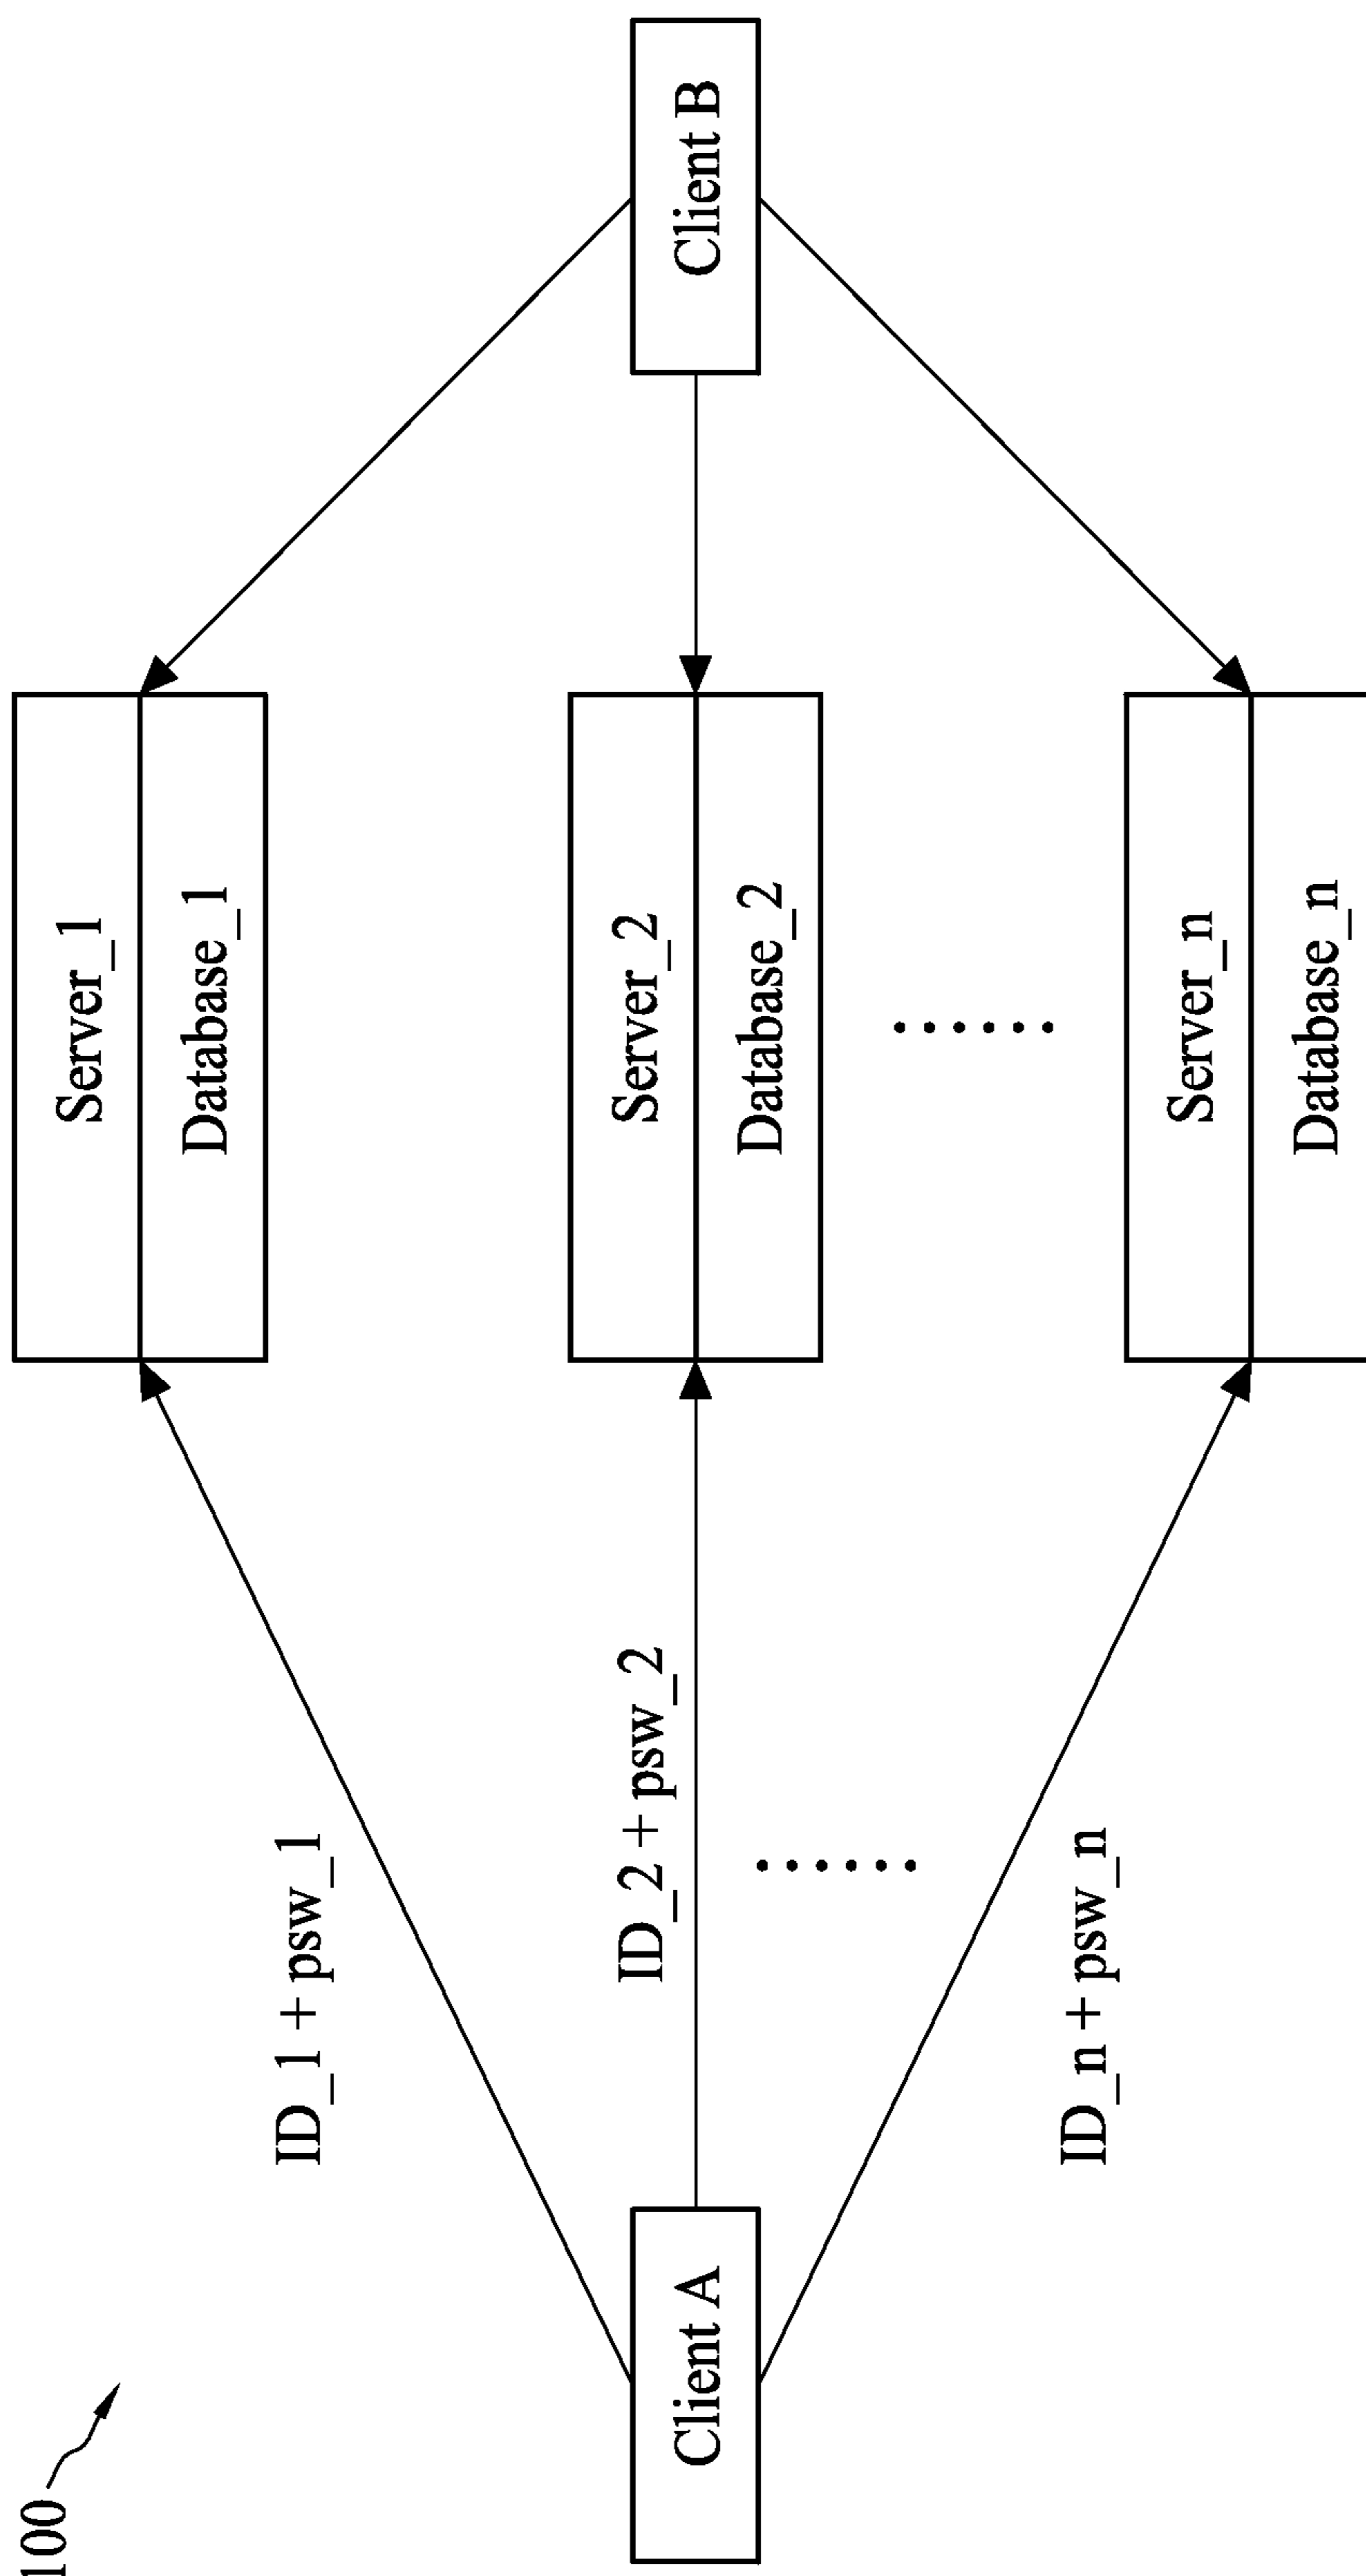 100
Server_1
Database_1
ID_1 + psw_1
Client A
ID_2 + psw_2
Server_2
Database_2
Client B
ID_n + psw_n
Server_n
Database_n